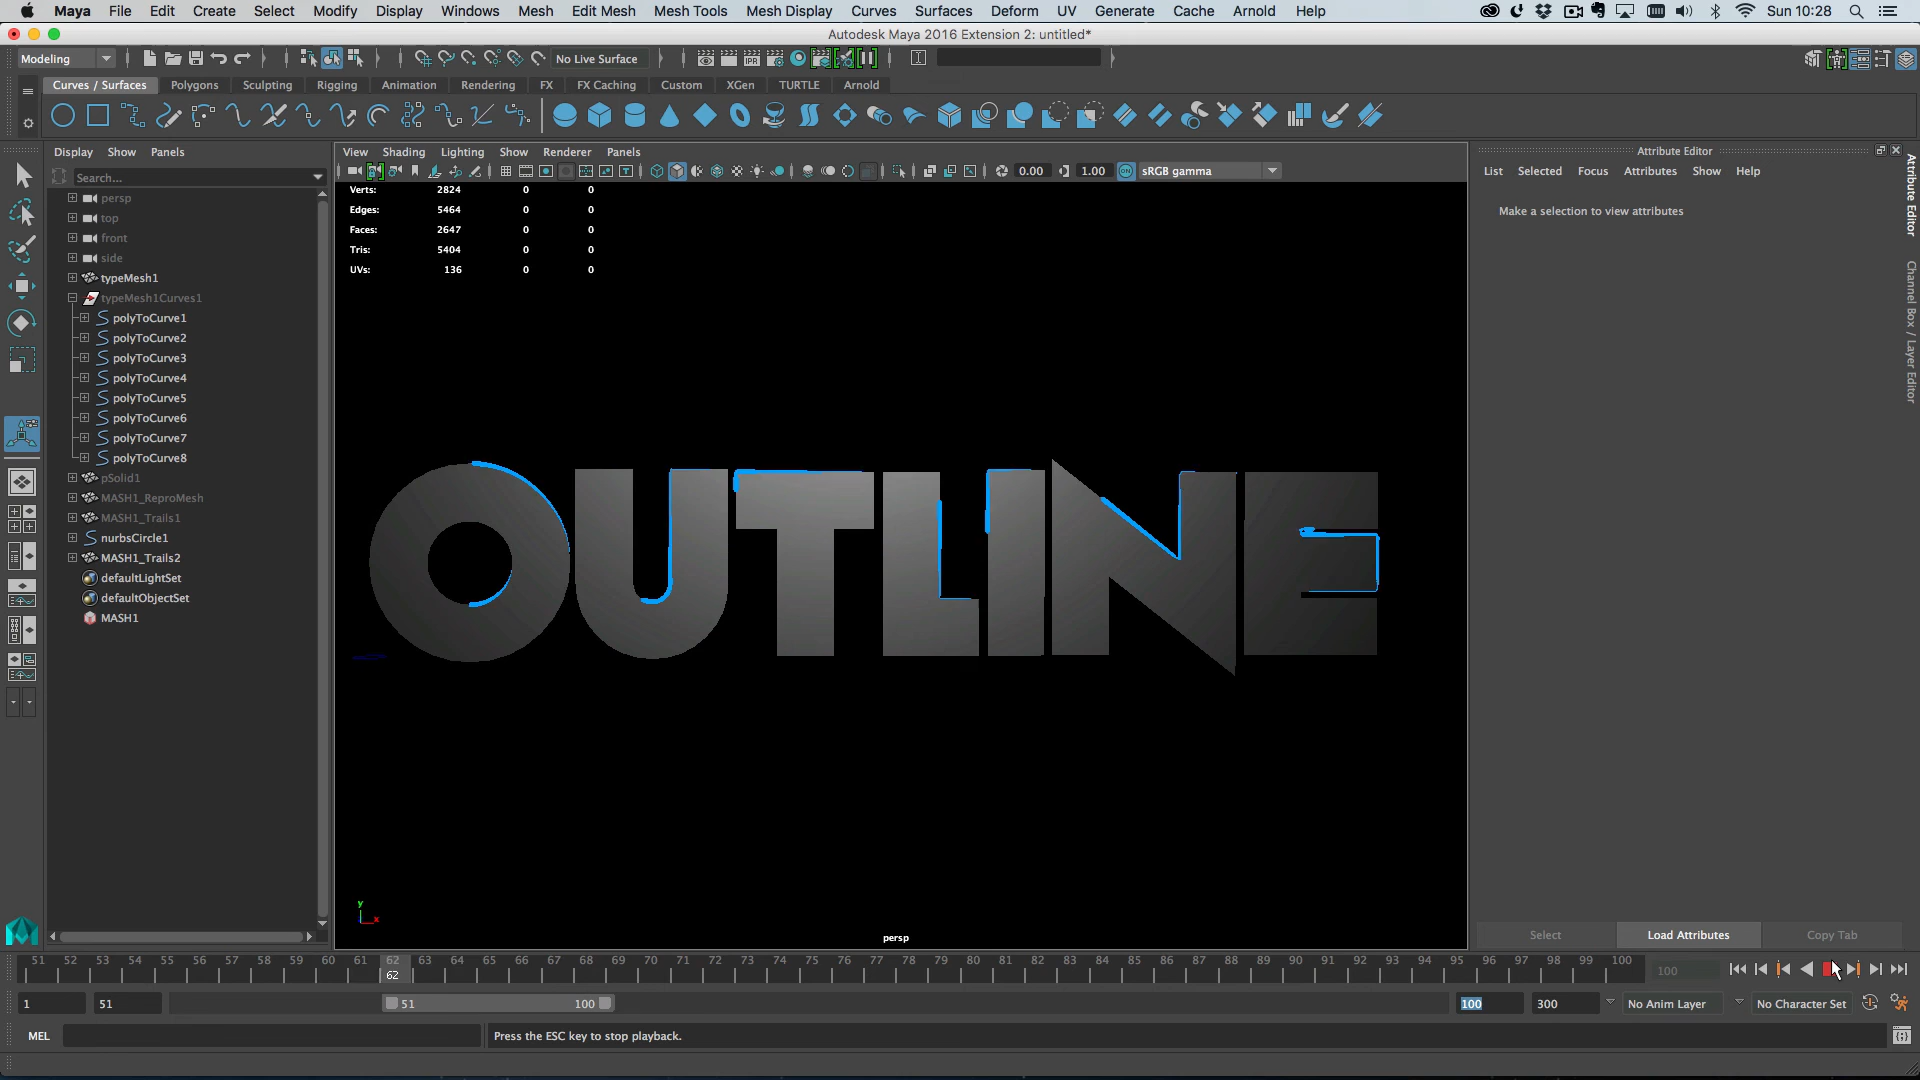 Maya File Edit Create Select Modify Display Windows Mesh Edit Mesh Mesh Tools Mesh Display Curves Surfaces Deform UV Generate Cache Arnold Help Sun 10:28
Autodesk Maya 2016 Extension 2: untitled*
Modeling No Live Surface
Curves / Surfaces Polygons Sculpting Rigging Animation Rendering FX FX Caching Custom XGen TURTLE Arnold
Display Show Panels
Search...
persp
top
front
side
typeMesh1
typeMesh1Curves1
polyToCurve1
polyToCurve2
polyToCurve3
polyToCurve4
polyToCurve5
polyToCurve6
polyToCurve7
polyToCurve8
pSolid1
MASH1_ReproMesh
MASH1_Trails1
nurbsCircle1
MASH1_Trails2
defaultLightSet
defaultObjectSet
MASH1
View Shading Lighting Show Renderer Panels
IPR 0.00 1.00 ON sRGB gamma
Verts: 2824 0 0
Edges: 5464 0 0
Faces: 2647 0 0
Tris: 5404 0 0
UVs: 136 0 0
OUTLINE
y
x
persp
Attribute Editor
List Selected Focus Attributes Show Help
Make a selection to view attributes
Attribute Editor
Channel Box / Layer Editor
Select Load Attributes Copy Tab
51 52 53 54 55 56 57 58 59 60 61 62 63 64 65 66 67 68 69 70 71 72 73 74 75 76 77 78 79 80 81 82 83 84 85 86 87 88 89 90 91 92 93 94 95 96 97 98 99 100
62
100
1 51 51 100 100 300 No Anim Layer No Character Set
MEL Press the ESC key to stop playback.